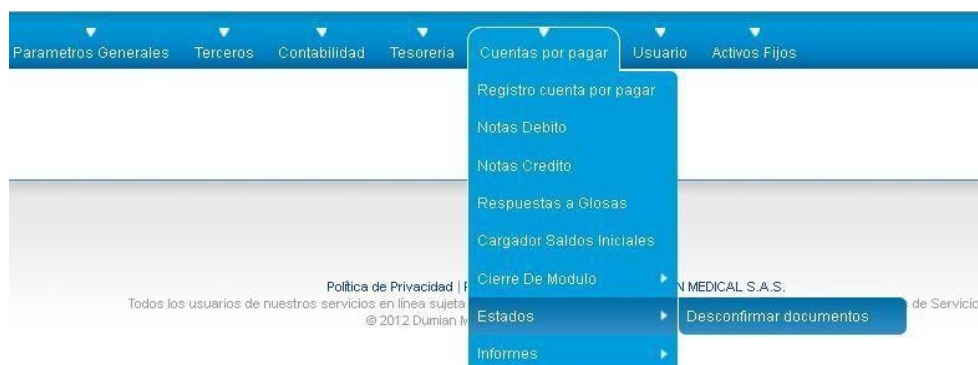 Parametros Generales Terceros Contabilidad Tesoreria Cuentas por pagar Usuario Activos Fijos
Registro cuenta por pagar
Notas Debito
Notas Credito
Respuestas a Glosas
Cargador Saldos Iniciales
Cierre De Modulo
Política de Privacidad | MEDICAL S.A.S.
Todos los usuarios de nuestros servicios en línea sujeta de Servicio
© 2012 Dumian
Estados Desconfirmar documentos
Informes